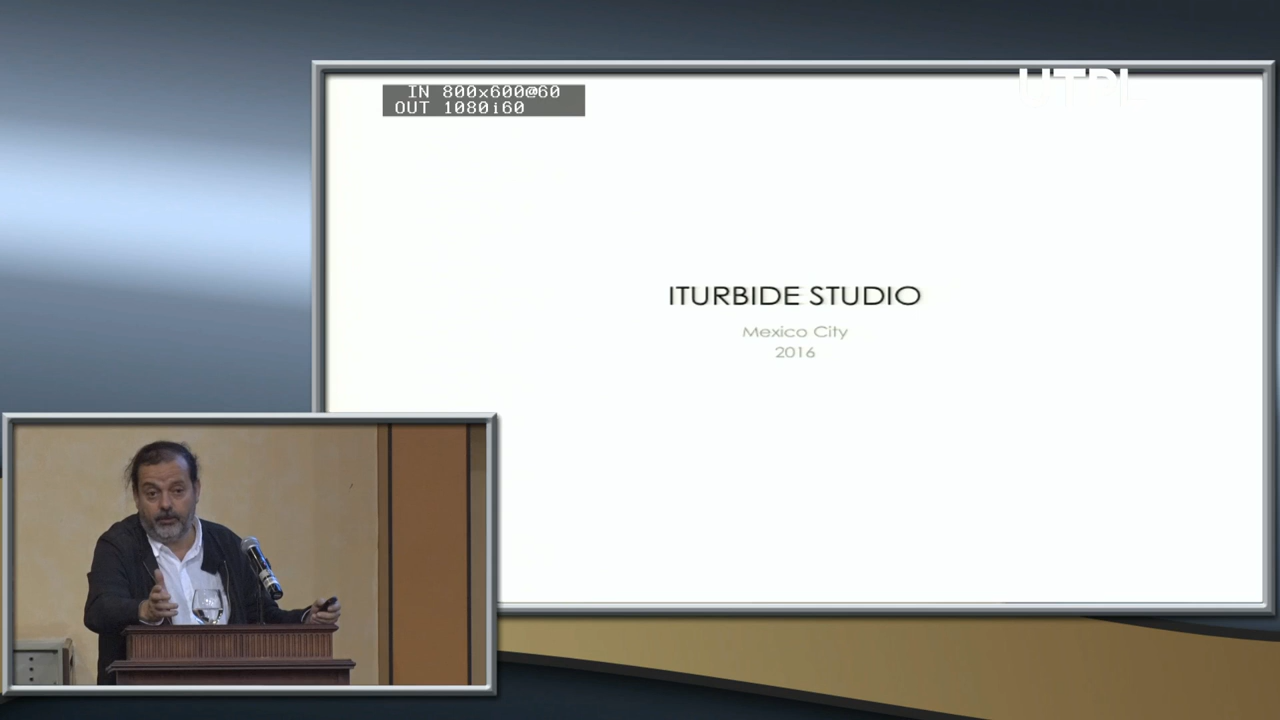 UTPL
IN 800x600@60
OUT 1080i60
ITURBIDE STUDIO
Mexico City
2016